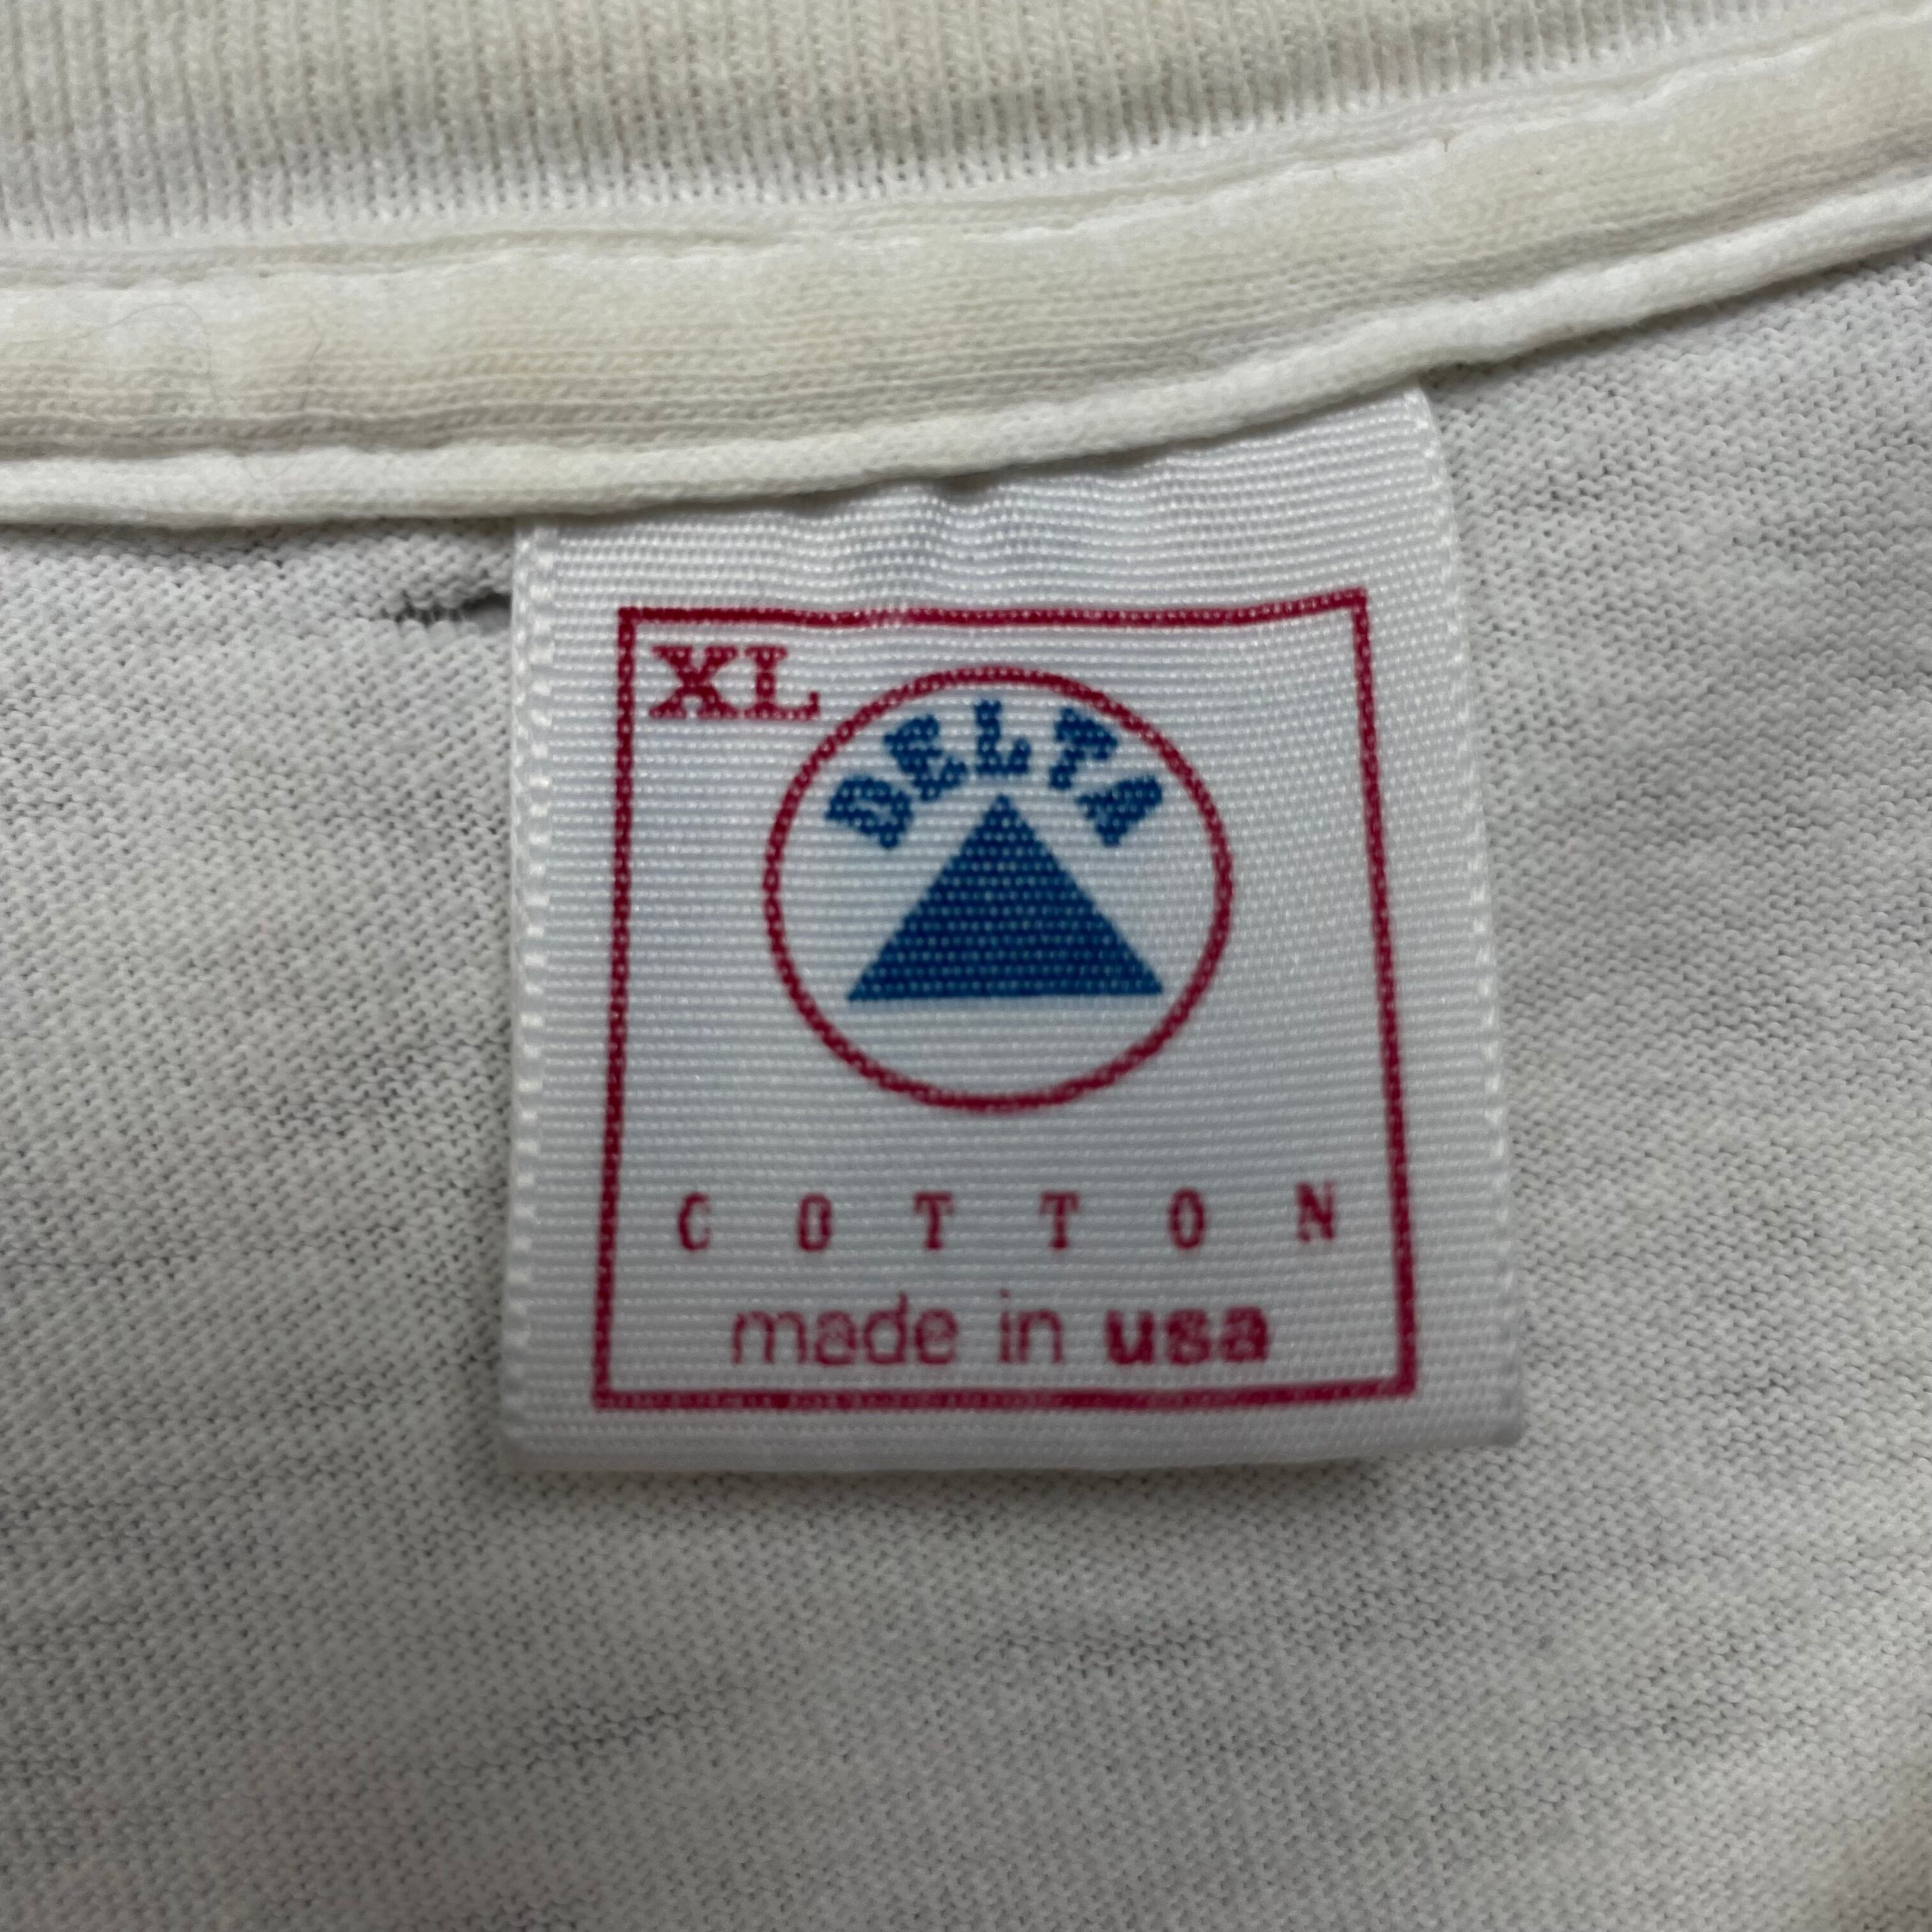 XL
DELTA
COTTON
made in usa